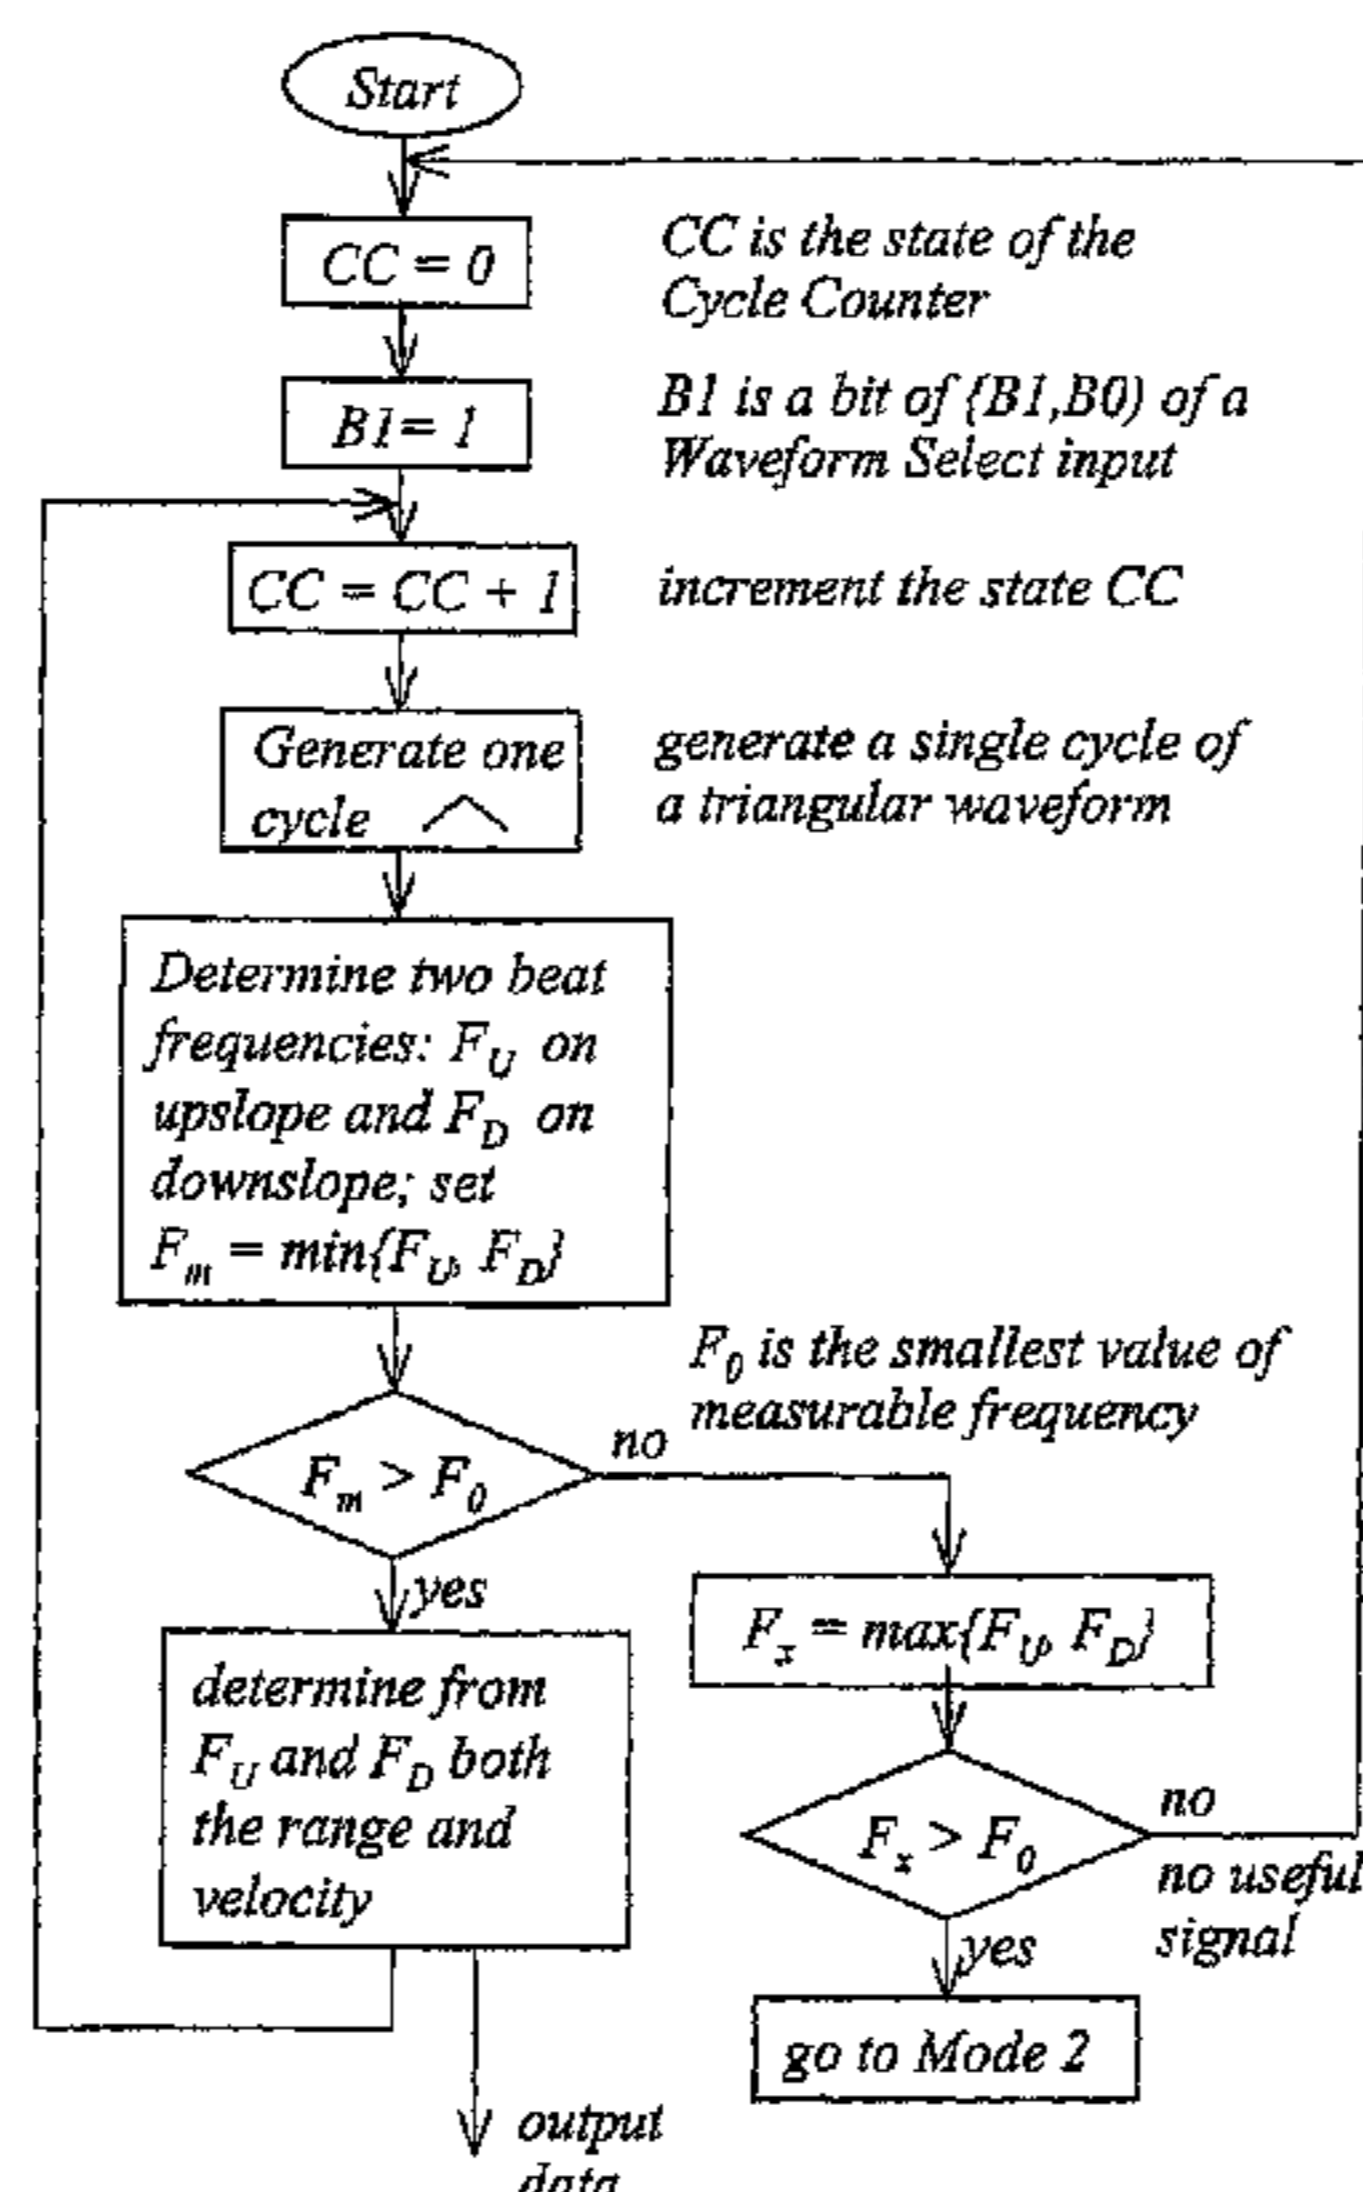 Start
CC = 0
CC is the state of the
Cycle Counter
B1= 1
B1 is a bit of {B1,B0) of a
Waveform Select input
CC = CC + 1
increment the state CC
Generate one
cycle
generate a single cycle of
a triangular waveform
Determine two beat
frequencies: F_U on
upslope and F_D on
downslope; set
F_m = min{F_U, F_D}
F_0 is the smallest value of
measurable frequency
F_m > F_0
no
yes
F_x = max{F_U, F_D}
determine from
F_U and F_D both
the range and
velocity
F_x > F_0
no
no useful
signal
yes
go to Mode 2
output
data